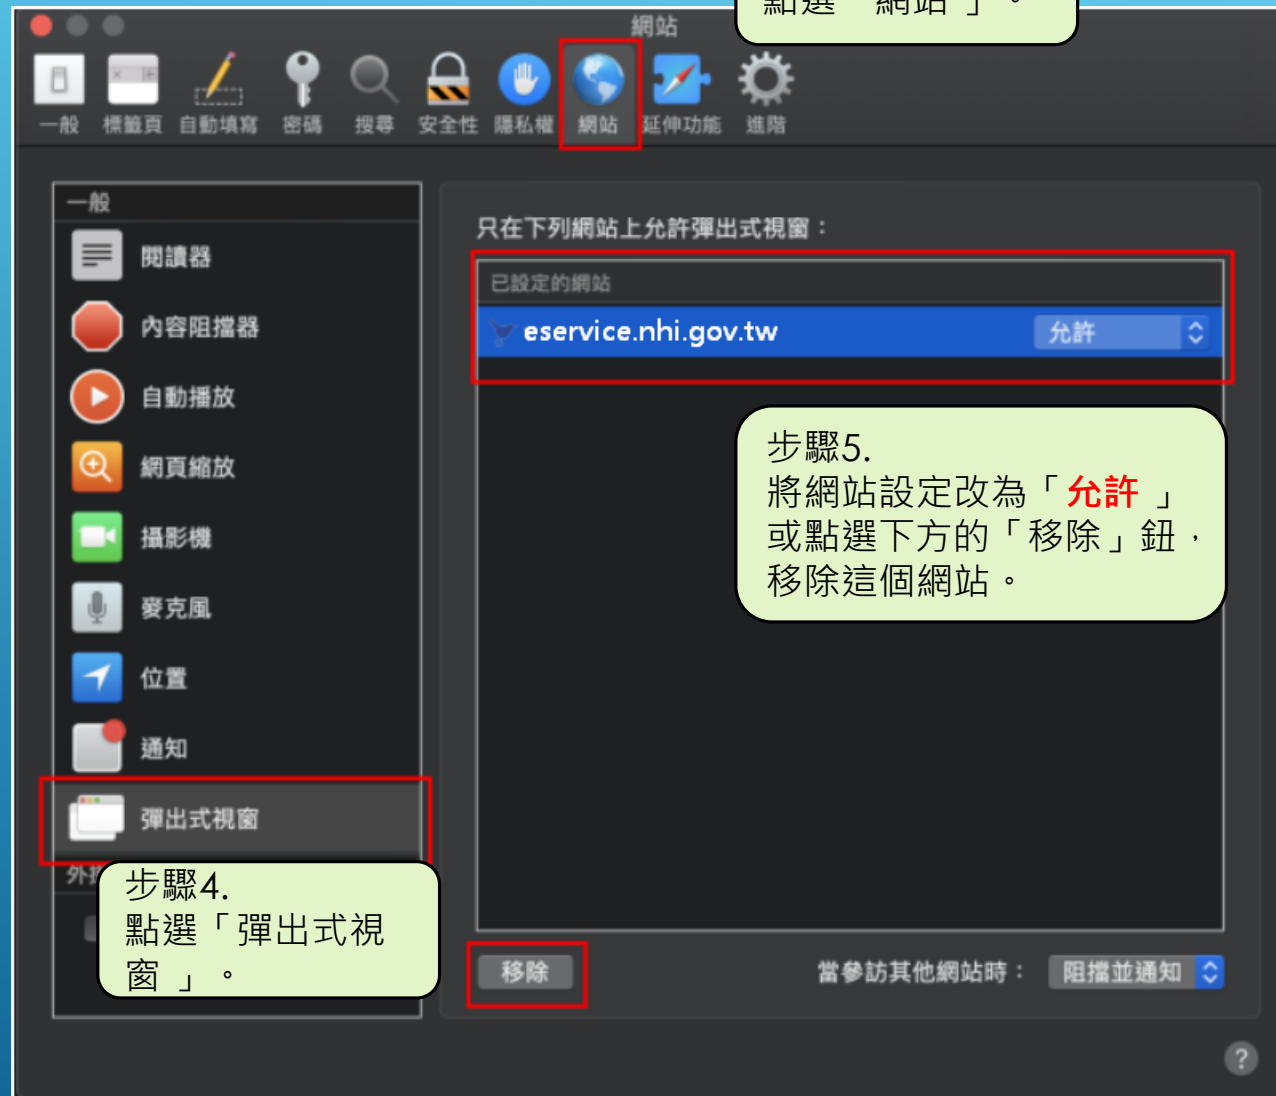 點選「網站 」。
網站
一般 標籤頁 自動填寫 密碼 搜尋 安全性 隱私權 網站 延伸功能 進階
一般
閱讀器
內容阻擋器
自動播放
網頁縮放
攝影機
麥克風
位置
通知
彈出式視窗
只在下列網站上允許彈出式視窗：
已設定的網站
eservice.nhi.gov.tw 允許
步驟5.
將網站設定改為「允許 」
或點選下方的「移除」鈕，
移除這個網站。
步驟4.
點選「彈出式視
窗 」。
移除 當參訪其他網站時： 阻擋並通知
?